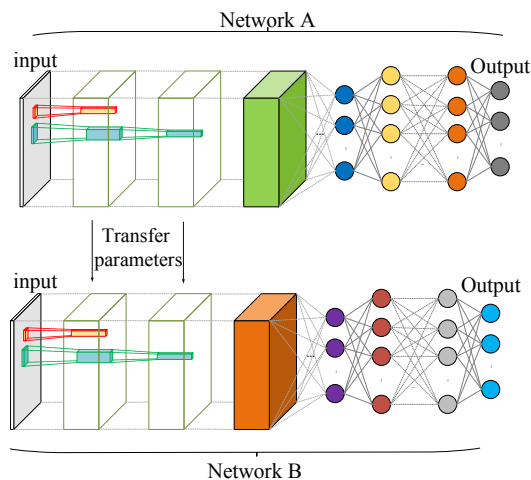 Network A
input
Output
...
Transfer
parameters
input
Output
...
Network B